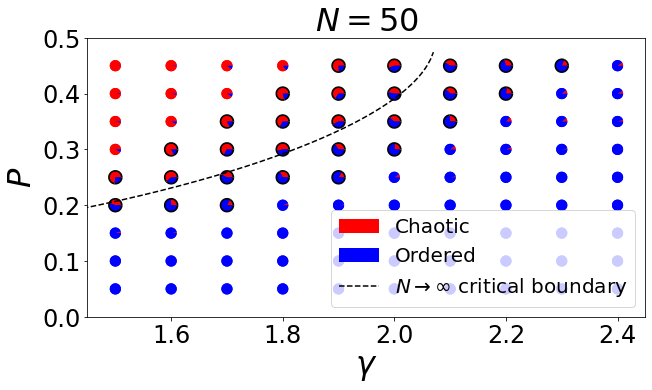 N = 50
0.5
0.4
0.3
0.2
0.1
0.0
P
Chaotic
Ordered
N → ∞ critical boundary
1.6 1.8 2.0 2.2 2.4
γ